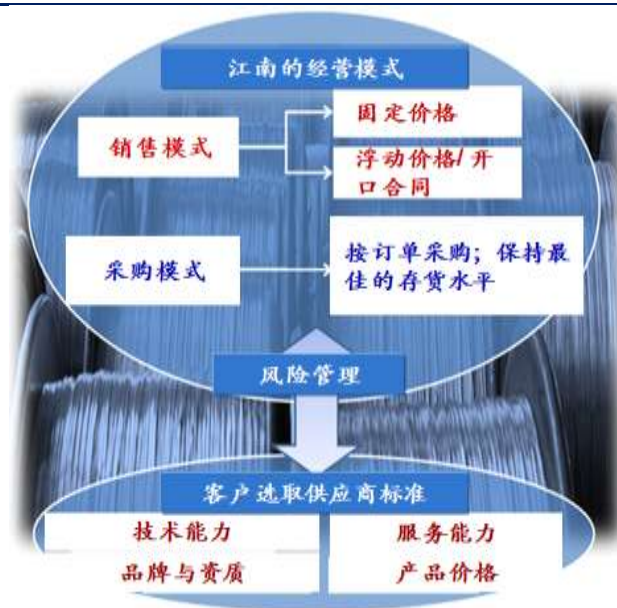 江南的经营模式
销售模式
固定价格
浮动价格/ 开
口合同
采购模式
按订单采购；保持最
佳的存货水平
风险管理
客户选取供应商标准
技术能力
服务能力
品牌与资质
产品价格